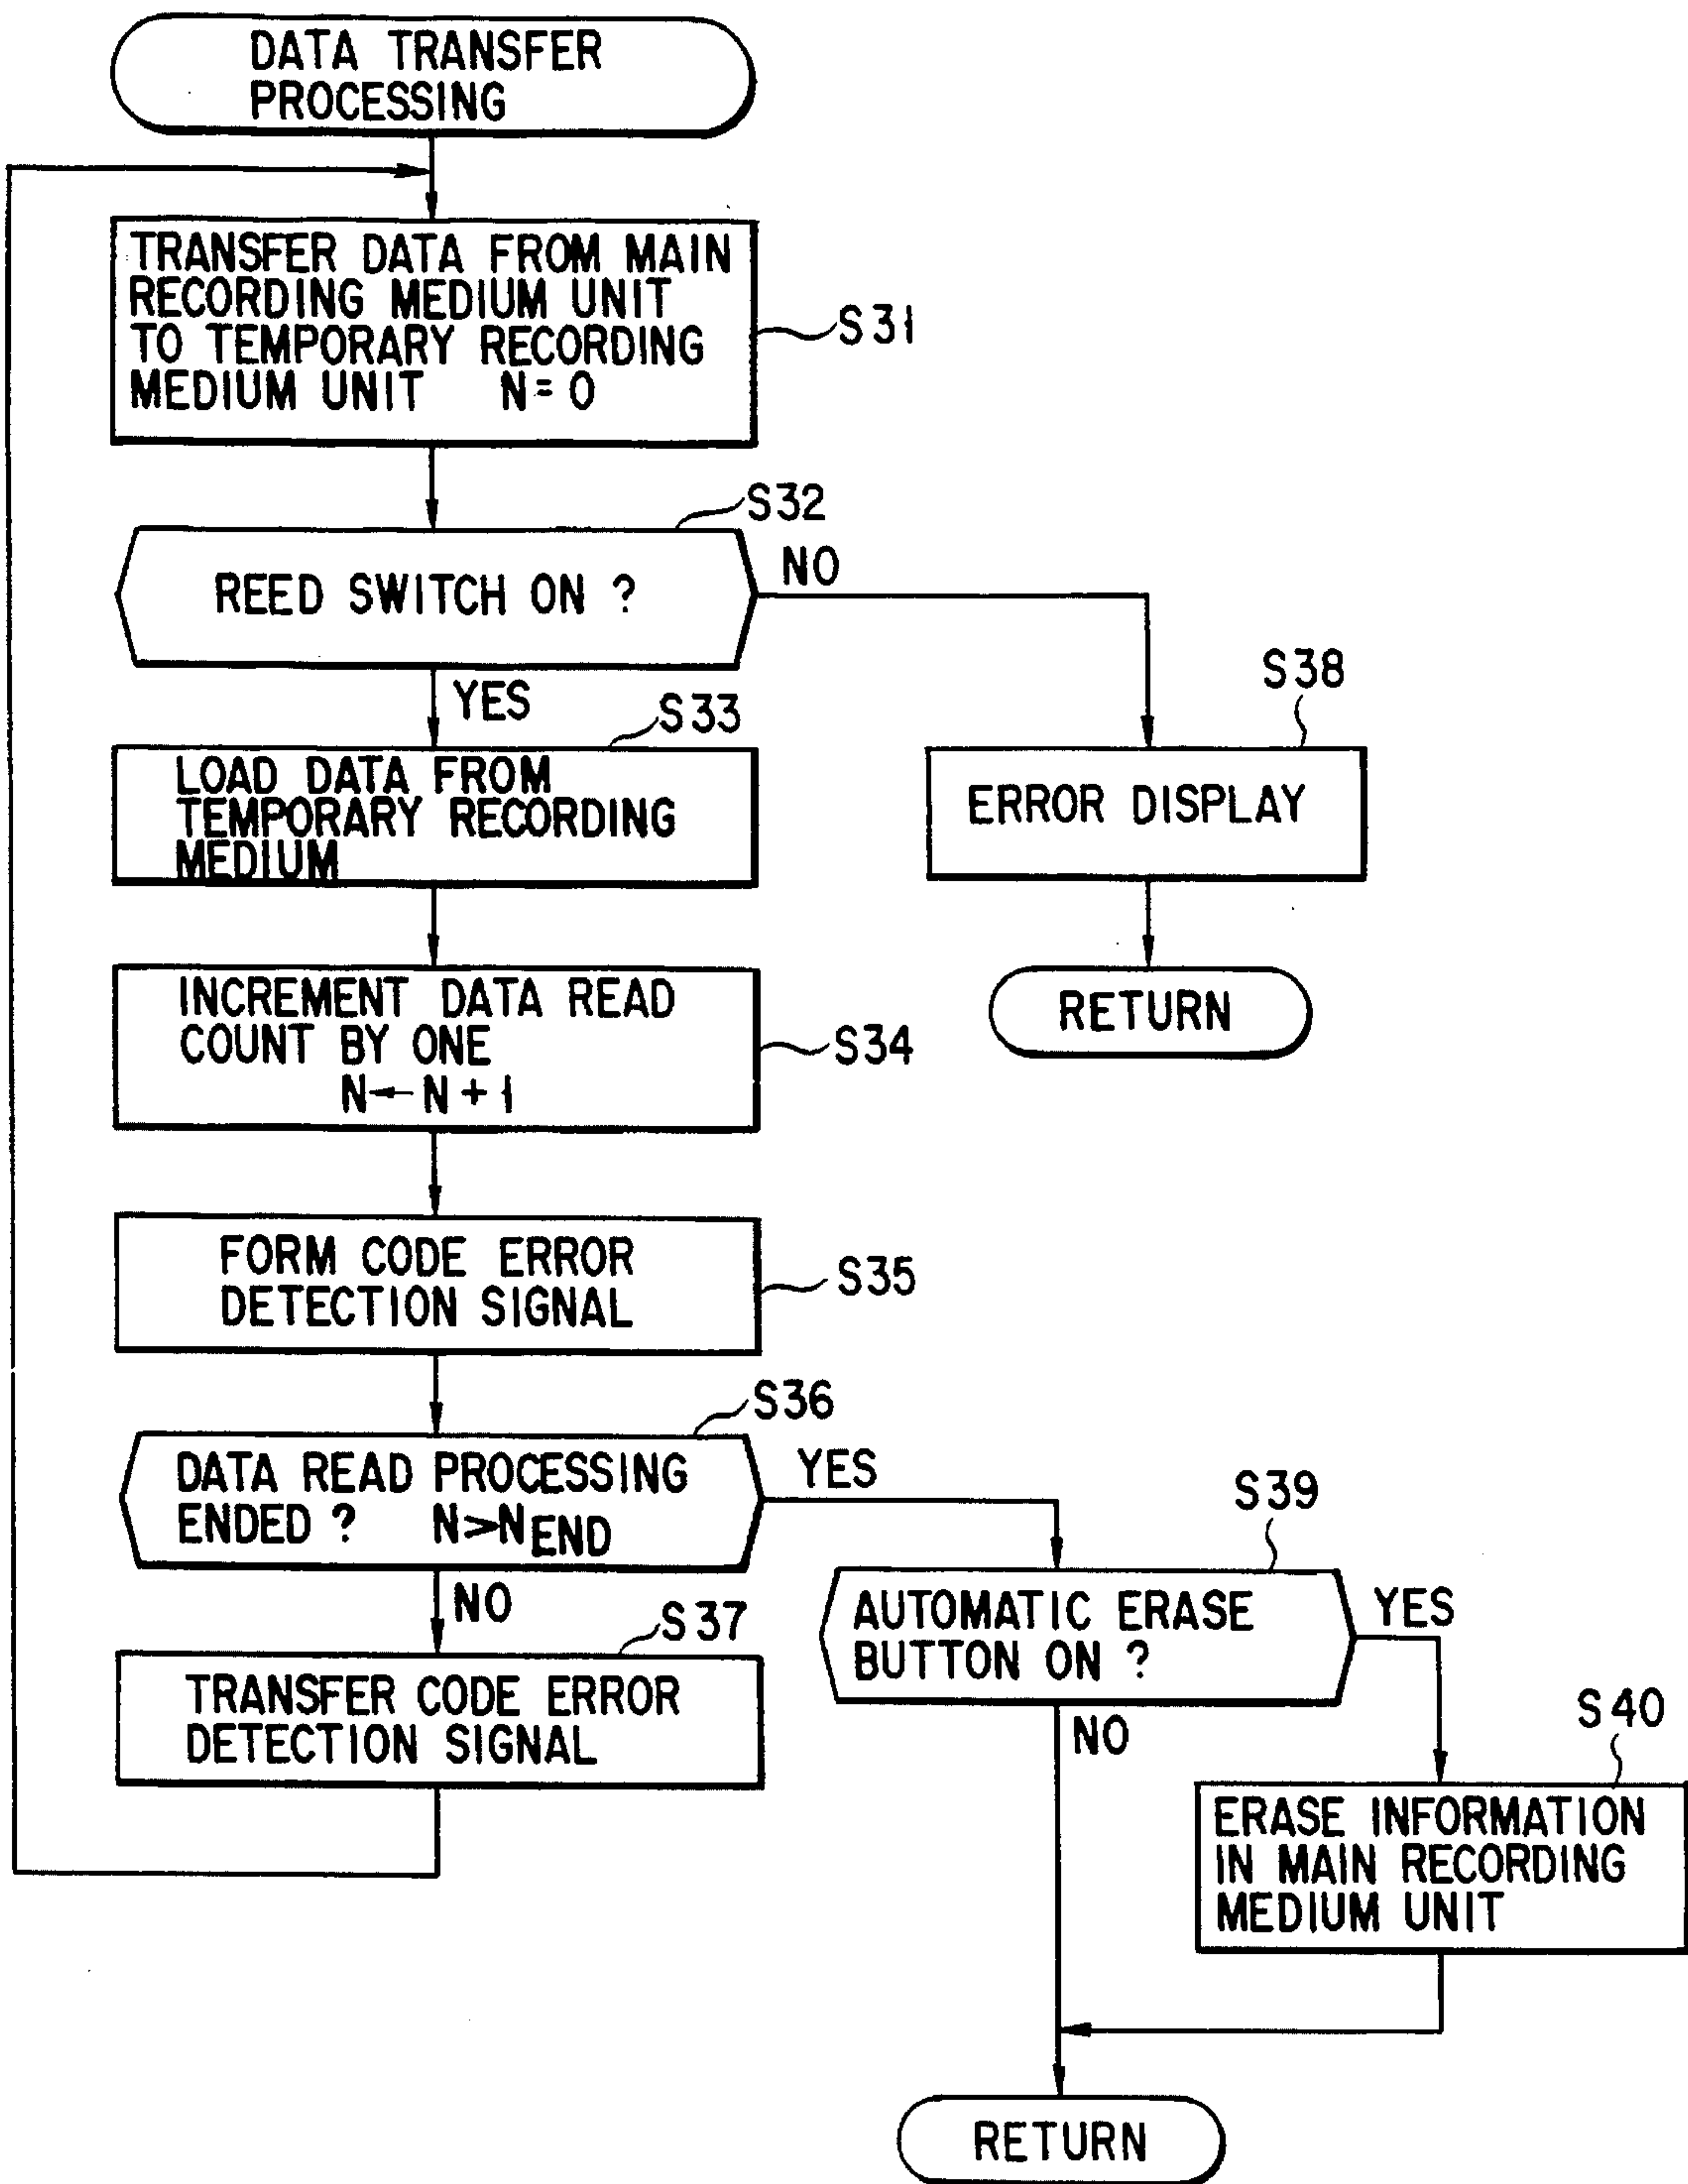 DATA TRANSFER
PROCESSING
TRANSFER DATA FROM MAIN
RECORDING MEDIUM UNIT
TO TEMPORARY RECORDING
MEDIUM UNIT N=0
S31
S32
REED SWITCH ON ?
NO
YES
S33
LOAD DATA FROM
TEMPORARY RECORDING
MEDIUM
S38
ERROR DISPLAY
RETURN
INCREMENT DATA READ
COUNT BY ONE
N←N+1
S34
FORM CODE ERROR
DETECTION SIGNAL
S35
S36
DATA READ PROCESSING
ENDED ? N>NEND
YES
NO
S37
TRANSFER CODE ERROR
DETECTION SIGNAL
S39
AUTOMATIC ERASE
BUTTON ON ?
YES
NO
S40
ERASE INFORMATION
IN MAIN RECORDING
MEDIUM UNIT
RETURN